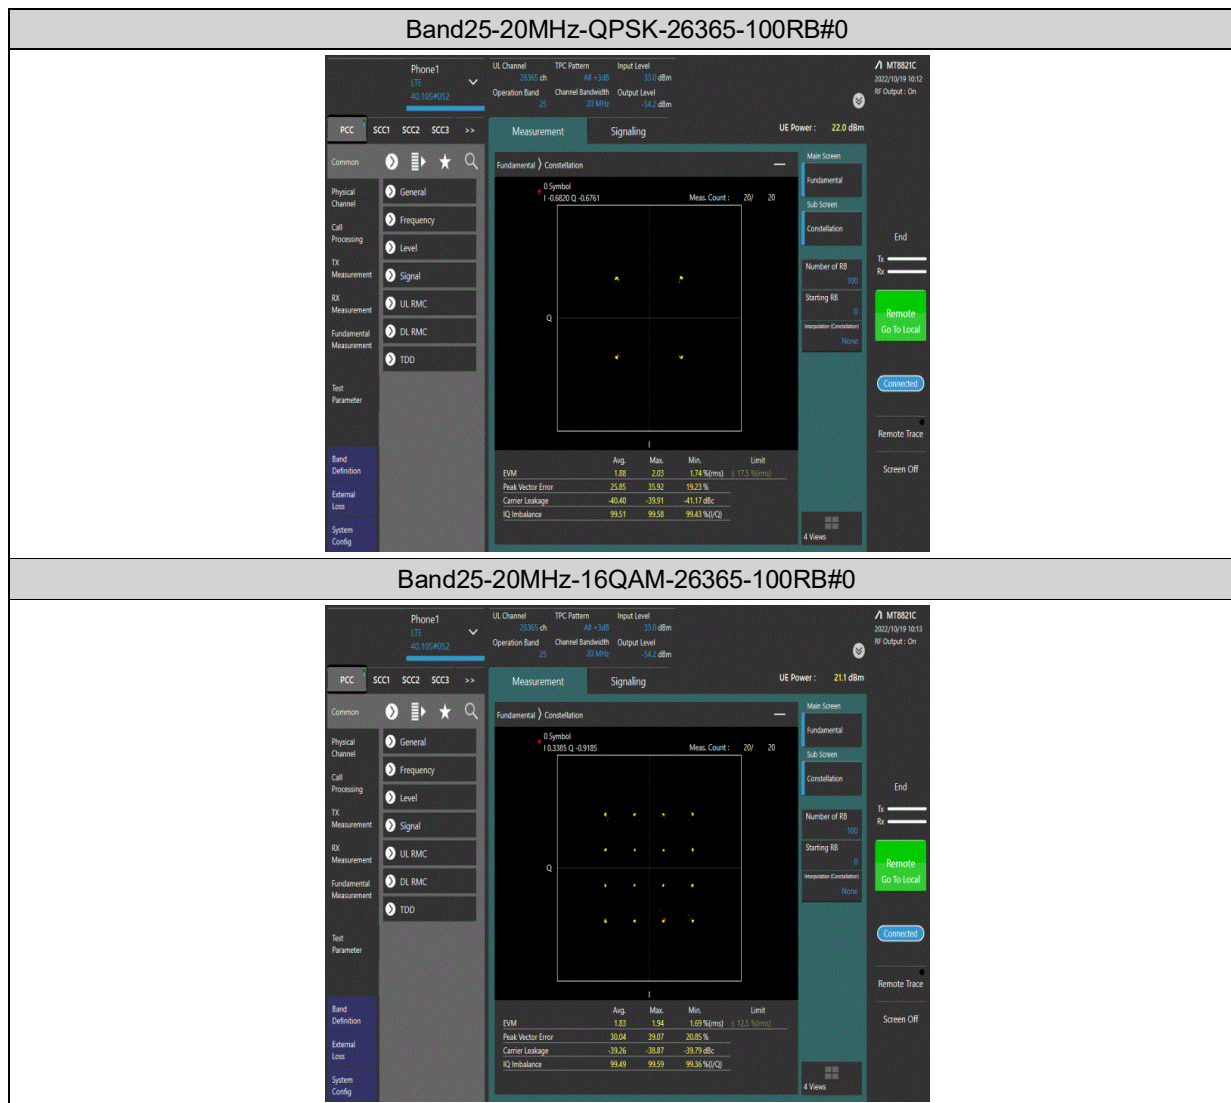 Band25-20MHz-QPSK-26365-100RB#0
Phone1
LTE
40.10S#052
UL Channel TPC Pattern Input Level
26365 ch All +3dB 33.0 dBm
Operation Band Channel Bandwidth Output Level
25 20 MHz -54.2 dBm
MT8821C
2022/10/19 10:12
RF Output : On
PCC SCC1 SCC2 SCC3 >>
Measurement Signaling
UE Power : 22.0 dBm
Common
Physical
Channel
Call
Processing
TX
Measurement
RX
Measurement
Fundamental
Measurement
Test
Parameter
Band
Definition
External
Loss
System
Config
General
Frequency
Level
Signal
UL RMC
DL RMC
TDD
Fundamental Constellation
0 Symbol
I -0.6820 Q -0.6761
Meas. Count : 20/ 20
Q
I
Avg. Max. Min. Limit
EVM 1.88 2.03 1.74 %(rms) ≤ 17.5 %(rms)
Peak Vector Error 25.85 35.92 19.23 %
Carrier Leakage -40.40 -39.91 -41.17 dBc
IQ Imbalance 99.51 99.58 99.43 %(I/Q)
Main Screen
Fundamental
Sub Screen
Constellation
Number of RB
100
Starting RB
0
Interpolation (Constellation)
None
4 Views
End
Tx
Rx
Remote
Go To Local
Connected
Remote Trace
Screen Off
Band25-20MHz-16QAM-26365-100RB#0
Phone1
LTE
40.10S#052
UL Channel TPC Pattern Input Level
26365 ch All +3dB 33.0 dBm
Operation Band Channel Bandwidth Output Level
25 20 MHz -54.2 dBm
MT8821C
2022/10/19 10:13
RF Output : On
PCC SCC1 SCC2 SCC3 >>
Measurement Signaling
UE Power : 21.1 dBm
Common
Physical
Channel
Call
Processing
TX
Measurement
RX
Measurement
Fundamental
Measurement
Test
Parameter
Band
Definition
External
Loss
System
Config
General
Frequency
Level
Signal
UL RMC
DL RMC
TDD
Fundamental Constellation
0 Symbol
I 0.3385 Q -0.9185
Meas. Count : 20/ 20
Q
I
Avg. Max. Min. Limit
EVM 1.83 1.94 1.69 %(rms) ≤ 12.5 %(rms)
Peak Vector Error 30.04 39.07 20.85 %
Carrier Leakage -39.26 -38.87 -39.79 dBc
IQ Imbalance 99.49 99.59 99.36 %(I/Q)
Main Screen
Fundamental
Sub Screen
Constellation
Number of RB
100
Starting RB
0
Interpolation (Constellation)
None
4 Views
End
Tx
Rx
Remote
Go To Local
Connected
Remote Trace
Screen Off